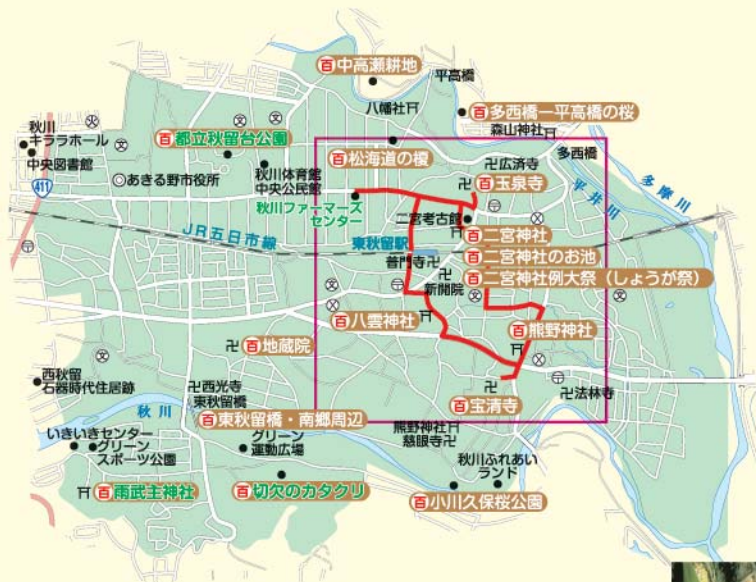 百中高瀬耕地
平高橋
八幡社
百多西橋―平高橋の桜
森山神社
多西橋
秋川
キララホール
中央図書館
百都立秋留台公園
411
あきる野市役所
秋川体育館
中央公民館
秋川ファーマーズ
センター
百松海道の榎
卍広済寺
卍百玉泉寺
平井川
多摩川
二宮考古館
JR五日市線
東秋留駅
百二宮神社
百二宮神社のお池
百二宮神社例大祭(しょうが祭)
普門寺卍
卍
新開院
百八雲神社
百熊野神社
卍百地蔵院
西秋留
石器時代住居跡
卍西光寺
東秋留橋
秋川
卍
百宝清寺
卍法林寺
百東秋留橋・南郷周辺
熊野神社
慈眼寺卍
いきいきセンター
グリーン
スポーツ公園
グリーン
運動広場
秋川ふれあい
ランド
百雨武主神社
百切欠のカタクリ
百小川久保桜公園